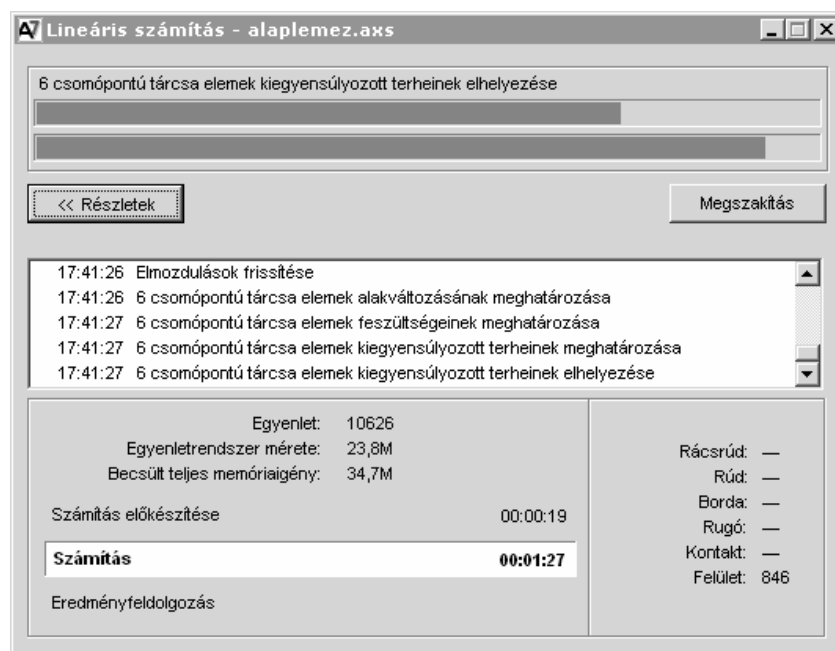 A7 Lineáris számítás - alaplemez.axs
6 csomópontú tárcsa elemek kiegyensúlyozott terheinek elhelyezése
<< Részletek
Megszakítás
17:41:26 Elmozdulások frissítése
17:41:26 6 csomópontú tárcsa elemek alakváltozásának meghatározása
17:41:27 6 csomópontú tárcsa elemek feszültségeinek meghatározása
17:41:27 6 csomópontú tárcsa elemek kiegyensúlyozott terheinek meghatározása
17:41:27 6 csomópontú tárcsa elemek kiegyensúlyozott terheinek elhelyezése
Egyenlet: 10626
Egyenletrendszer mérete: 23,8M
Becsült teljes memóriaigény: 34,7M
Számítás előkészítése 00:00:19
Számítás 00:01:27
Eredményfeldolgozás
Rácsrúd: —
Rúd: —
Borda: —
Rugó: —
Kontakt: —
Felület: 846